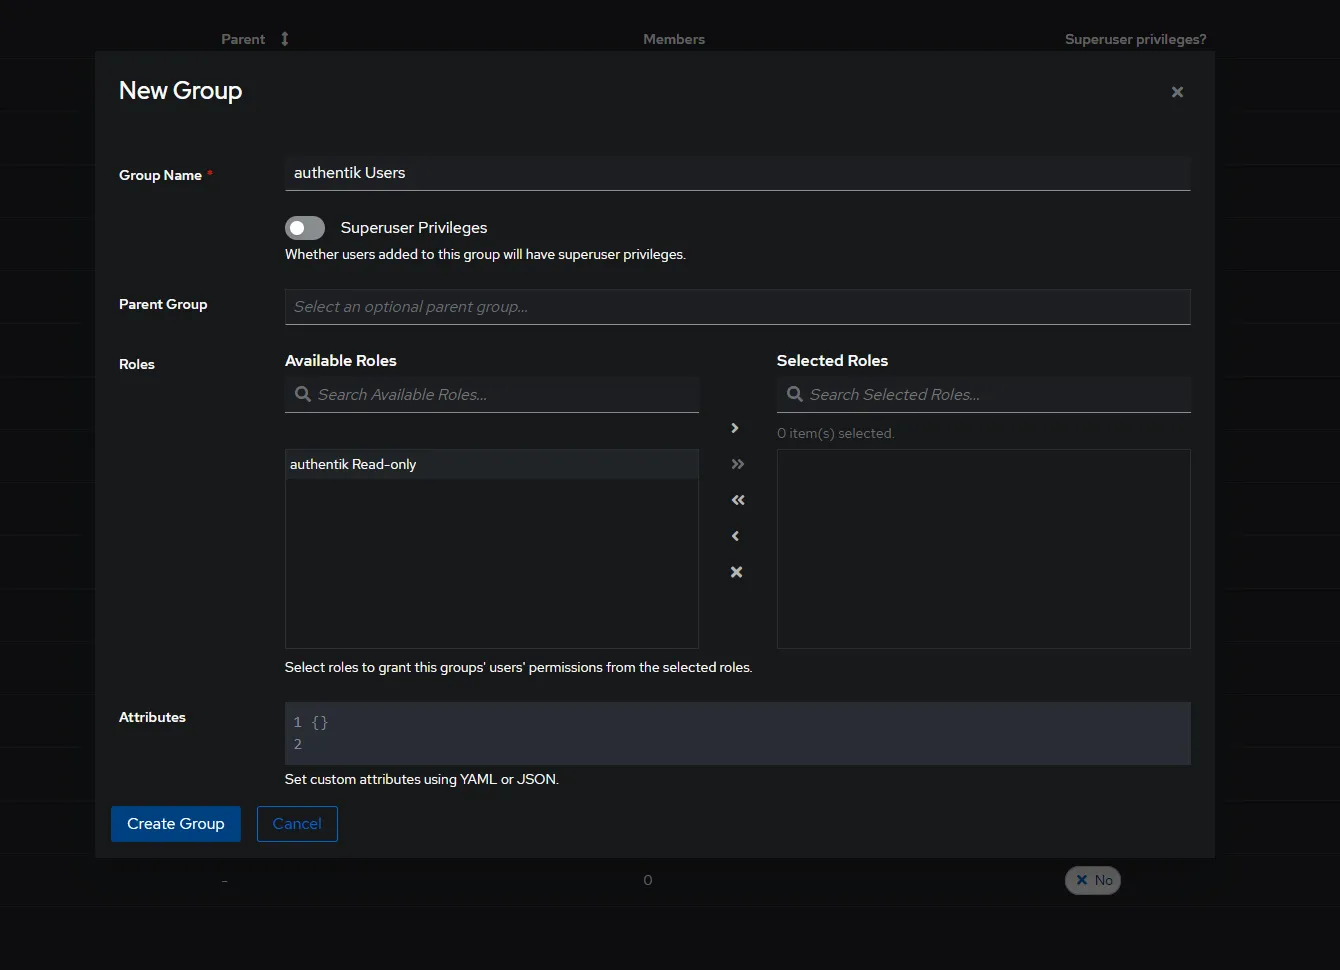 Parent Members Superuser privileges?
New Group
Group Name *
authentik Users
Superuser Privileges
Whether users added to this group will have superuser privileges.
Parent Group
Select an optional parent group...
Roles
Available Roles
Search Available Roles...
authentik Read-only
Selected Roles
Search Selected Roles...
0 item(s) selected.
Select roles to grant this groups' users' permissions from the selected roles.
Attributes
1 {}
2
Set custom attributes using YAML or JSON.
Create Group Cancel
- 0 No